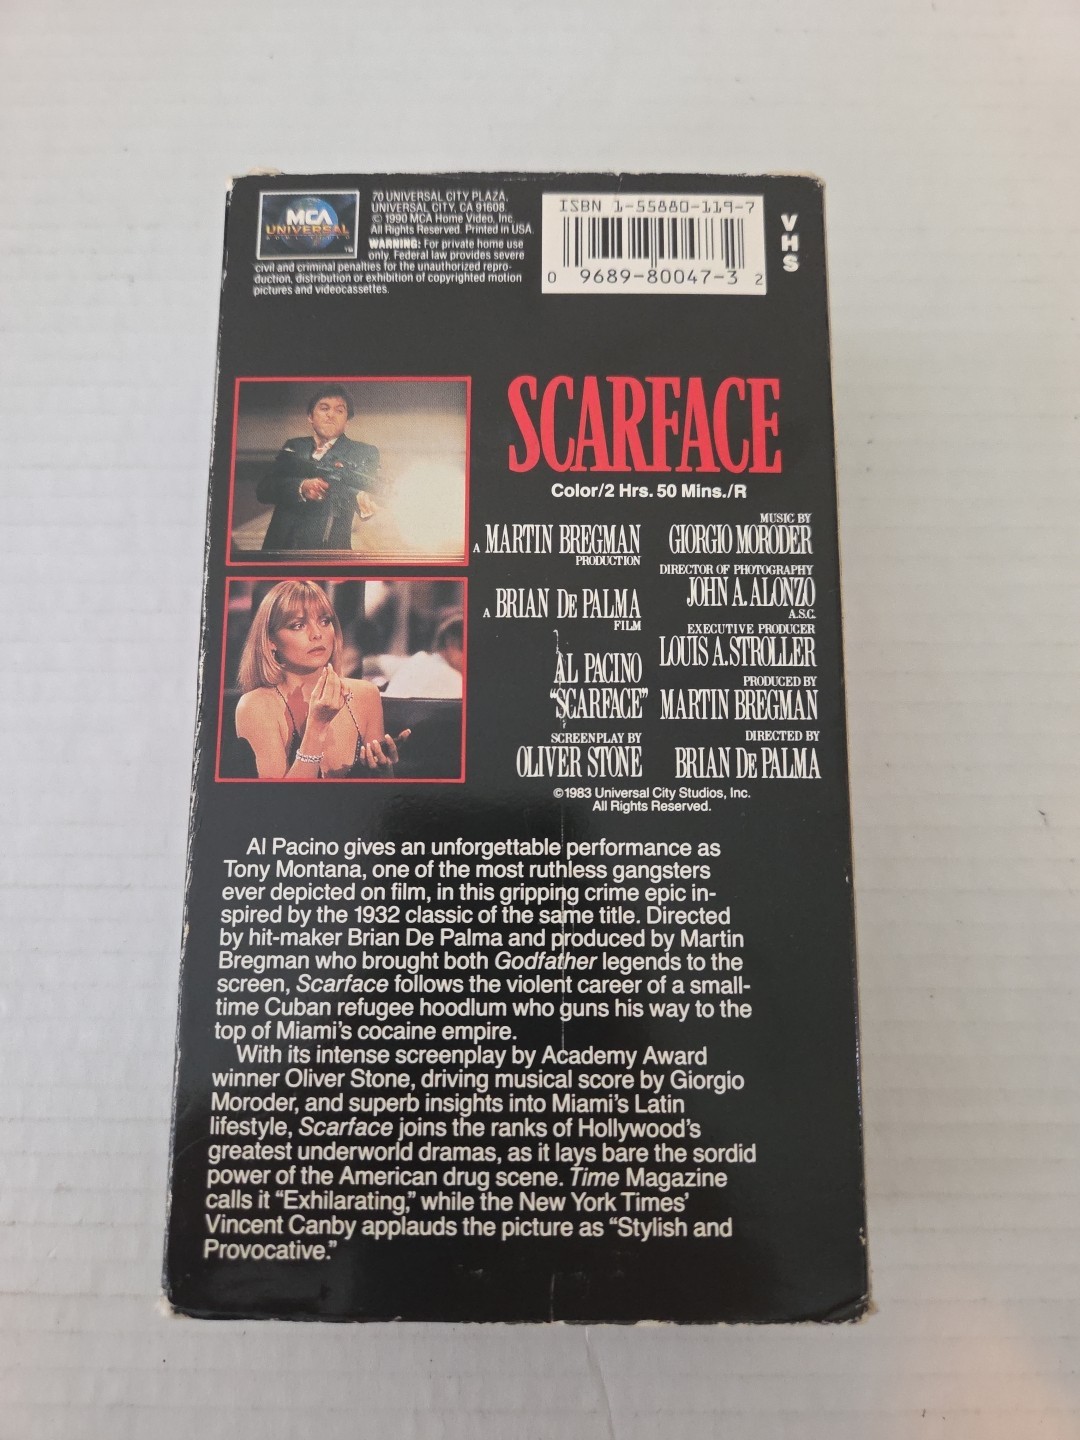 MCA
UNIVERSAL
HOME VIDEO
TM
70 UNIVERSAL CITY PLAZA,
UNIVERSAL CITY, CA 91608
© 1990 MCA Home Video, Inc.
All Rights Reserved. Printed in USA.
WARNING: For private home use
only. Federal law provides severe
civil and criminal penalties for the unauthorized repro-
duction, distribution or exhibition of copyrighted motion
pictures and videocassettes.
ISBN 1-55880-119-7
0 9689-80047-3 2
VHS
SCARFACE
Color/2 Hrs. 50 Mins./R
A MARTIN BREGMAN
PRODUCTION
A BRIAN DE PALMA
FILM
AL PACINO
“SCARFACE”
SCREENPLAY BY
OLIVER STONE
MUSIC BY
GIORGIO MORODER
DIRECTOR OF PHOTOGRAPHY
JOHN A. ALONZO
A.S.C.
EXECUTIVE PRODUCER
LOUIS A. STROLLER
PRODUCED BY
MARTIN BREGMAN
DIRECTED BY
BRIAN DE PALMA
©1983 Universal City Studios, Inc.
All Rights Reserved.
Al Pacino gives an unforgettable performance as
Tony Montana, one of the most ruthless gangsters
ever depicted on film, in this gripping crime epic in-
spired by the 1932 classic of the same title. Directed
by hit-maker Brian De Palma and produced by Martin
Bregman who brought both Godfather legends to the
screen, Scarface follows the violent career of a small-
time Cuban refugee hoodlum who guns his way to the
top of Miami’s cocaine empire.
With its intense screenplay by Academy Award
winner Oliver Stone, driving musical score by Giorgio
Moroder, and superb insights into Miami’s Latin
lifestyle, Scarface joins the ranks of Hollywood’s
greatest underworld dramas, as it lays bare the sordid
power of the American drug scene. Time Magazine
calls it “Exhilarating,” while the New York Times’
Vincent Canby applauds the picture as “Stylish and
Provocative.”